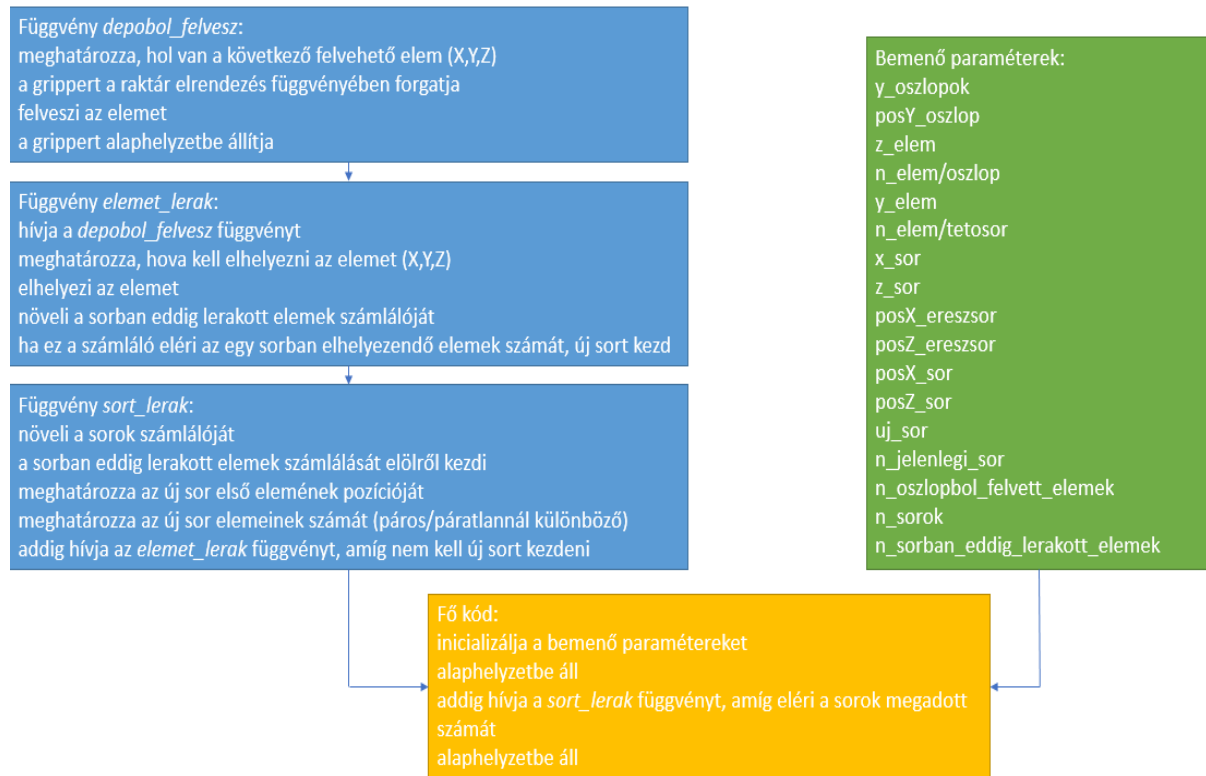 Függvény depobol_felvesz:
meghatározza, hol van a következő felvehető elem (X,Y,Z)
a grippert a raktár elrendezés függvényében forgatja
felveszi az elemet
a grippert alaphelyzetbe állítja
Függvény elemet_lerak:
hívja a depobol_felvesz függvényt
meghatározza, hova kell elhelyezni az elemet (X,Y,Z)
elhelyezi az elemet
növeli a sorban eddig lerakott elemek számlálóját
ha ez a számláló eléri az egy sorban elhelyezendő elemek számát, új sort kezd
Függvény sort_lerak:
növeli a sorok számlálóját
a sorban eddig lerakott elemek számlálását elölről kezdi
meghatározza az új sor első elemének pozícióját
meghatározza az új sor elemeinek számát (páros/páratlannál különböző)
addig hívja az elemet_lerak függvényt, amíg nem kell új sort kezdeni
Bemenő paraméterek:
y_oszlopok
posY_oszlop
z_elem
n_elem/oszlop
y_elem
n_elem/tetosor
x_sor
z_sor
posX_ereszsor
posZ_ereszsor
posX_sor
posZ_sor
uj_sor
n_jelenlegi_sor
n_oszlopbol_felvett_elemek
n_sorok
n_sorban_eddig_lerakott_elemek
Fő kód:
inicializálja a bemenő paramétereket
alaphelyzetbe áll
addig hívja a sort_lerak függvényt, amíg eléri a sorok megadott
számát
alaphelyzetbe áll